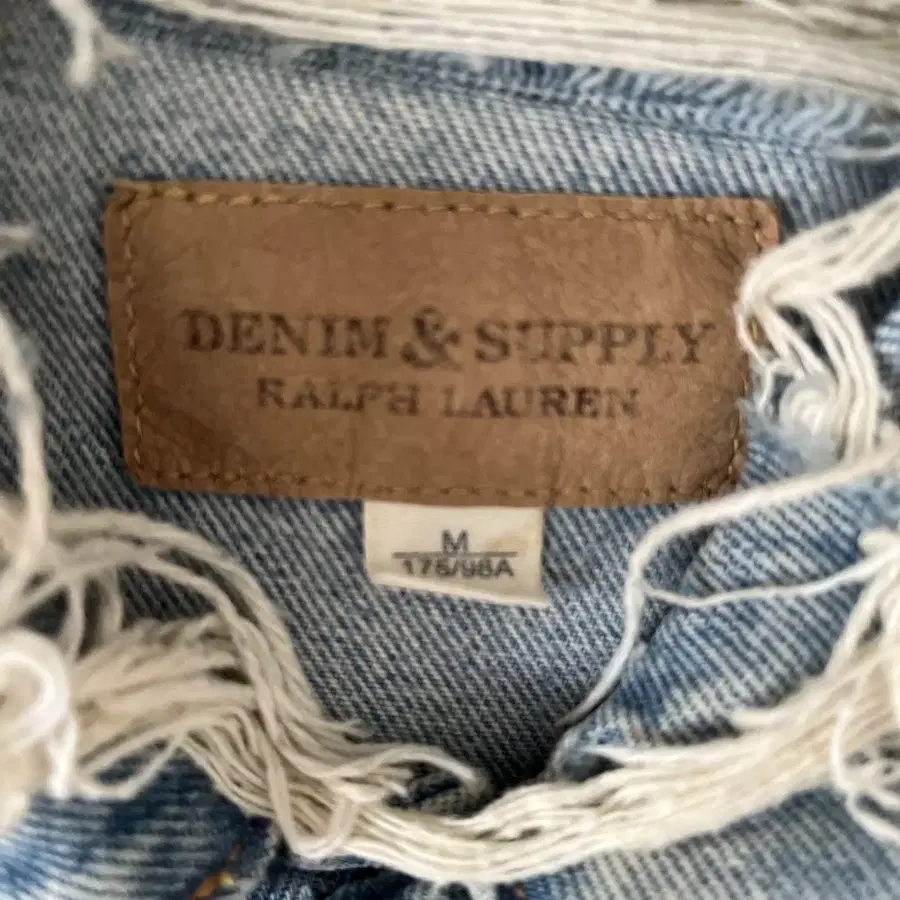 DENIM & SUPPLY
RALPH LAUREN
M
175/96A